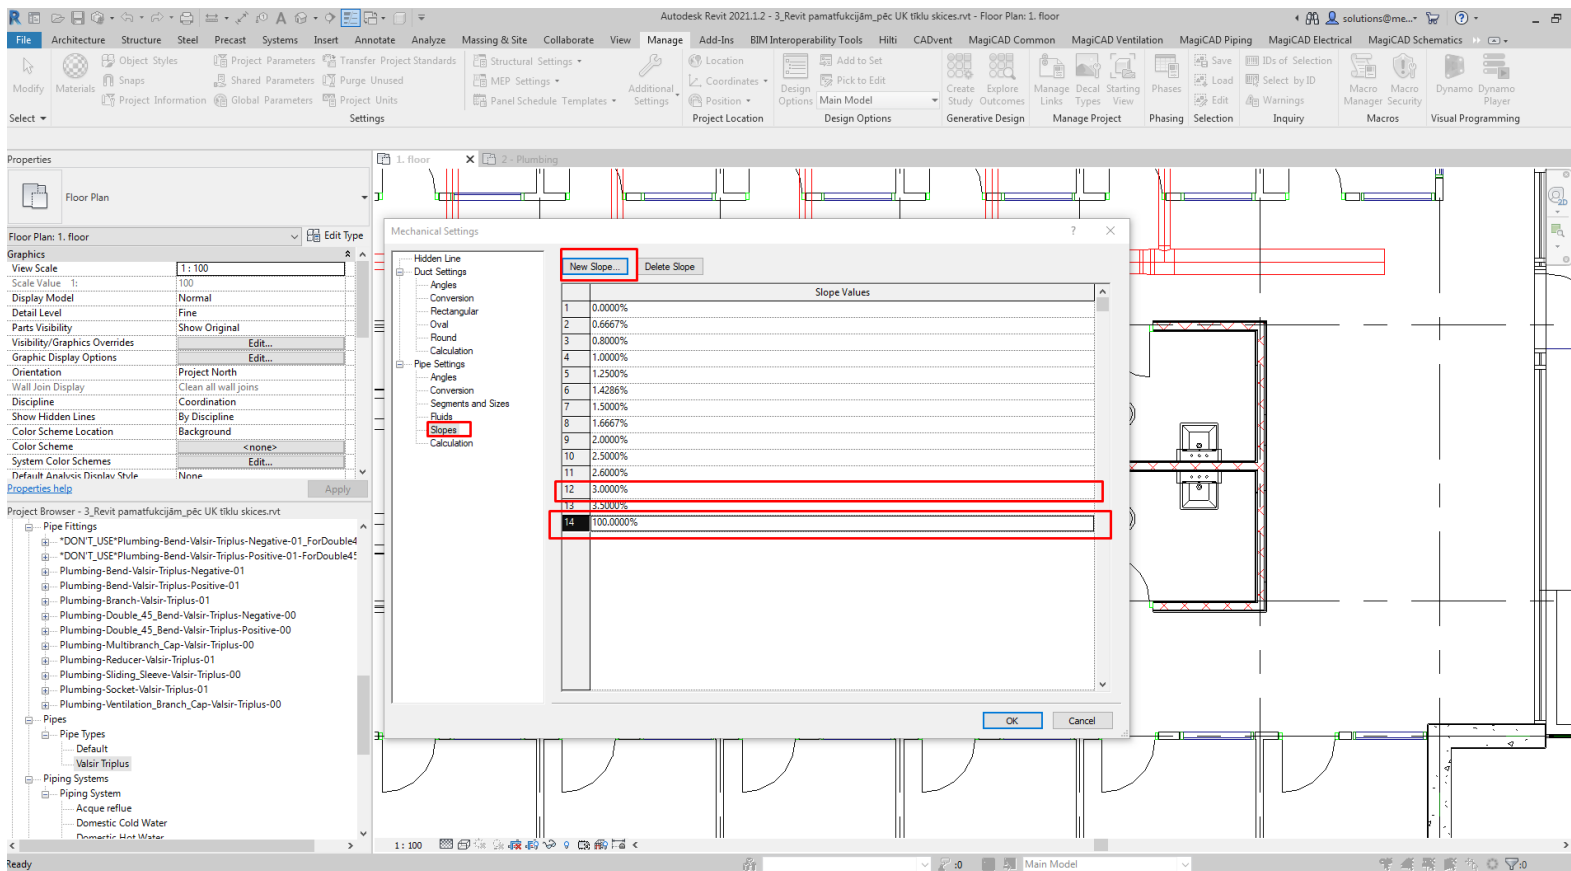 Autodesk Revit 2021.1.2 - 3_Revit pamatfukcijām_pēc UK tīklu skices.rvt - Floor Plan: 1. floor
solutions@me...
File Architecture Structure Steel Precast Systems Insert Annotate Analyze Massing & Site Collaborate View Manage Add-Ins BIM Interoperability Tools Hilti CADvent MagiCAD Common MagiCAD Ventilation MagiCAD Piping MagiCAD Electrical MagiCAD Schematics
Modify
Materials
Object Styles
Snaps
Project Information
Project Parameters
Shared Parameters
Global Parameters
Transfer Project Standards
Purge Unused
Project Units
Structural Settings
MEP Settings
Panel Schedule Templates
Additional Settings
Location
Coordinates
Position
Design Options
Add to Set
Pick to Edit
Main Model
Create Study
Explore Outcomes
Manage Links
Decal Types
Starting View
Phases
Save
Load
Edit
IDs of Selection
Select by ID
Warnings
Macro Manager
Macro Security
Dynamo
Dynamo Player
Select
Settings
Project Location
Design Options
Generative Design
Manage Project
Phasing
Selection
Inquiry
Macros
Visual Programming
Properties
Floor Plan
Floor Plan: 1. floor
Edit Type
Graphics
View Scale 1 : 100
Scale Value 1: 100
Display Model Normal
Detail Level Fine
Parts Visibility Show Original
Visibility/Graphics Overrides Edit...
Graphic Display Options Edit...
Orientation Project North
Wall Join Display Clean all wall joins
Discipline Coordination
Show Hidden Lines By Discipline
Color Scheme Location Background
Color Scheme <none>
System Color Schemes Edit...
Default Analysis Display Style None
Properties help
Apply
Project Browser - 3_Revit pamatfukcijām_pēc UK tīklu skices.rvt
Pipe Fittings
*DON'T_USE*Plumbing-Bend-Valsir-Triplus-Negative-01_ForDouble4
*DON'T_USE*Plumbing-Bend-Valsir-Triplus-Positive-01-ForDouble45
Plumbing-Bend-Valsir-Triplus-Negative-01
Plumbing-Bend-Valsir-Triplus-Positive-01
Plumbing-Branch-Valsir-Triplus-01
Plumbing-Double_45_Bend-Valsir-Triplus-Negative-00
Plumbing-Double_45_Bend-Valsir-Triplus-Positive-00
Plumbing-Multibranch_Cap-Valsir-Triplus-00
Plumbing-Reducer-Valsir-Triplus-01
Plumbing-Sliding_Sleeve-Valsir-Triplus-00
Plumbing-Socket-Valsir-Triplus-01
Plumbing-Ventilation_Branch_Cap-Valsir-Triplus-00
Pipes
Pipe Types
Default
Valsir Triplus
Piping Systems
Piping System
Acque reflue
Domestic Cold Water
Domestic Hot Water
1. floor
2 - Plumbing
Mechanical Settings
?
Hidden Line
Duct Settings
Angles
Conversion
Rectangular
Oval
Round
Calculation
Pipe Settings
Angles
Conversion
Segments and Sizes
Fluids
Slopes
Calculation
New Slope...
Delete Slope
Slope Values
1 0.0000%
2 0.6667%
3 0.8000%
4 1.0000%
5 1.2500%
6 1.4286%
7 1.5000%
8 1.6667%
9 2.0000%
10 2.5000%
11 2.6000%
12 3.0000%
13 3.5000%
14 100.0000%
OK
Cancel
2D
1 : 100
Ready
:0
Main Model
:0